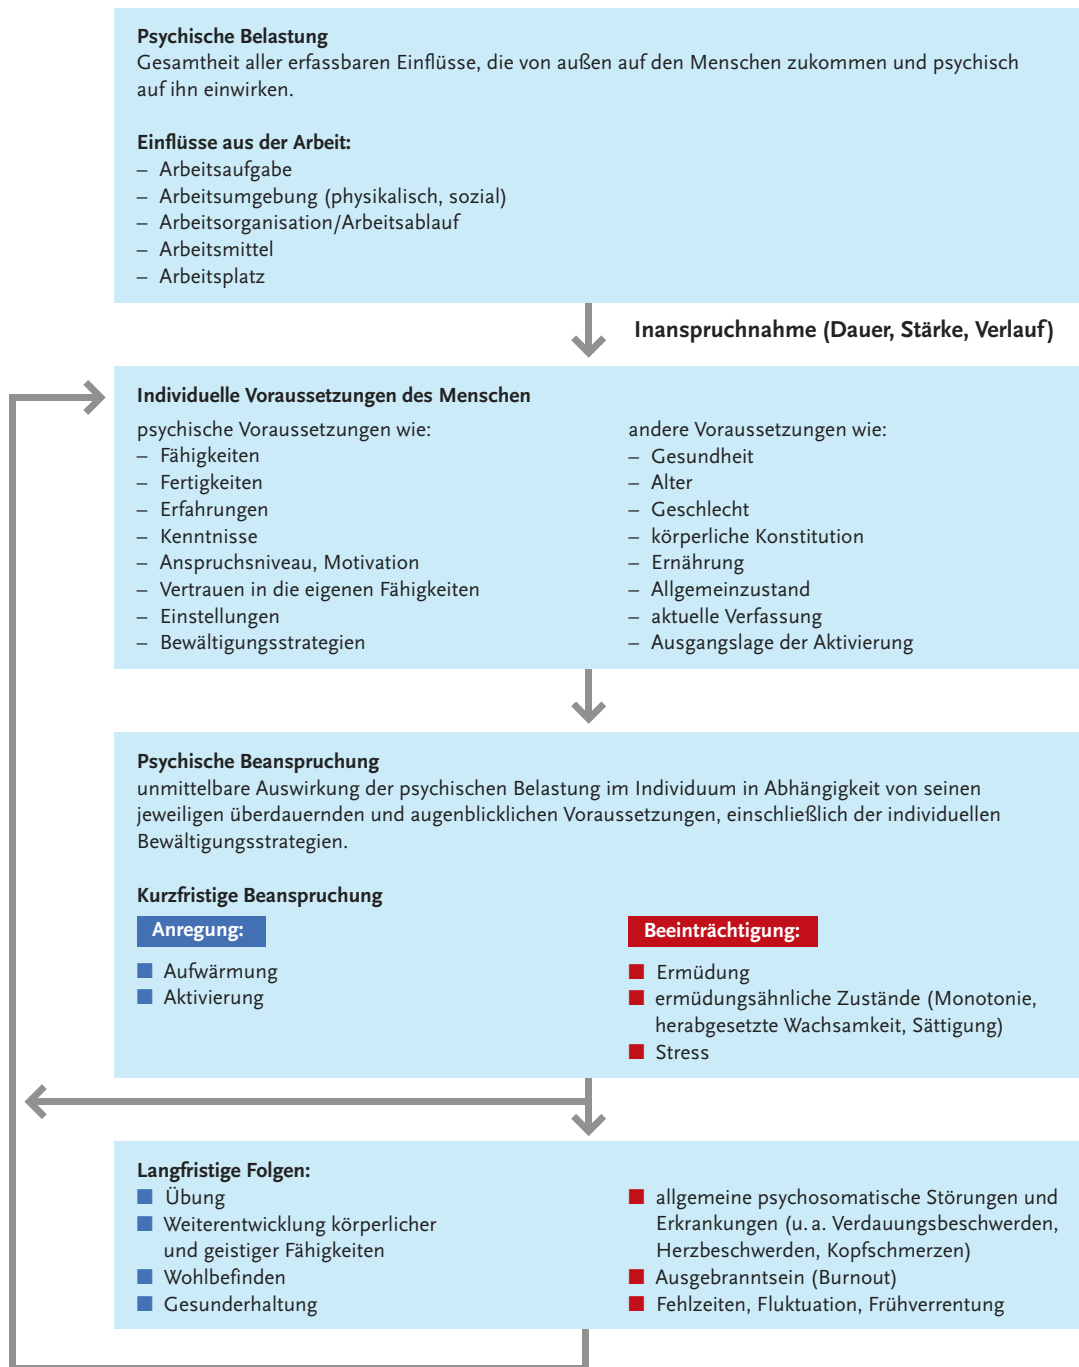 Psychische Belastung
Gesamtheit aller erfassbaren Einflüsse, die von außen auf den Menschen zukommen und psychisch
auf ihn einwirken.
Einflüsse aus der Arbeit:
– Arbeitsaufgabe
– Arbeitsumgebung (physikalisch, sozial)
– Arbeitsorganisation/Arbeitsablauf
– Arbeitsmittel
– Arbeitsplatz
Inanspruchnahme (Dauer, Stärke, Verlauf)
Individuelle Voraussetzungen des Menschen
psychische Voraussetzungen wie:
– Fähigkeiten
– Fertigkeiten
– Erfahrungen
– Kenntnisse
– Anspruchsniveau, Motivation
– Vertrauen in die eigenen Fähigkeiten
– Einstellungen
– Bewältigungsstrategien
andere Voraussetzungen wie:
– Gesundheit
– Alter
– Geschlecht
– körperliche Konstitution
– Ernährung
– Allgemeinzustand
– aktuelle Verfassung
– Ausgangslage der Aktivierung
Psychische Beanspruchung
unmittelbare Auswirkung der psychischen Belastung im Individuum in Abhängigkeit von seinen
jeweiligen überdauernden und augenblicklichen Voraussetzungen, einschließlich der individuellen
Bewältigungsstrategien.
Kurzfristige Beanspruchung
Anregung:
■ Aufwärmung
■ Aktivierung
Beeinträchtigung:
■ Ermüdung
■ ermüdungsähnliche Zustände (Monotonie,
herabgesetzte Wachsamkeit, Sättigung)
■ Stress
Langfristige Folgen:
■ Übung
■ Weiterentwicklung körperlicher
und geistiger Fähigkeiten
■ Wohlbefinden
■ Gesunderhaltung
■ allgemeine psychosomatische Störungen und
Erkrankungen (u. a. Verdauungsbeschwerden,
Herzbeschwerden, Kopfschmerzen)
■ Ausgebranntsein (Burnout)
■ Fehlzeiten, Fluktuation, Frühverrentung